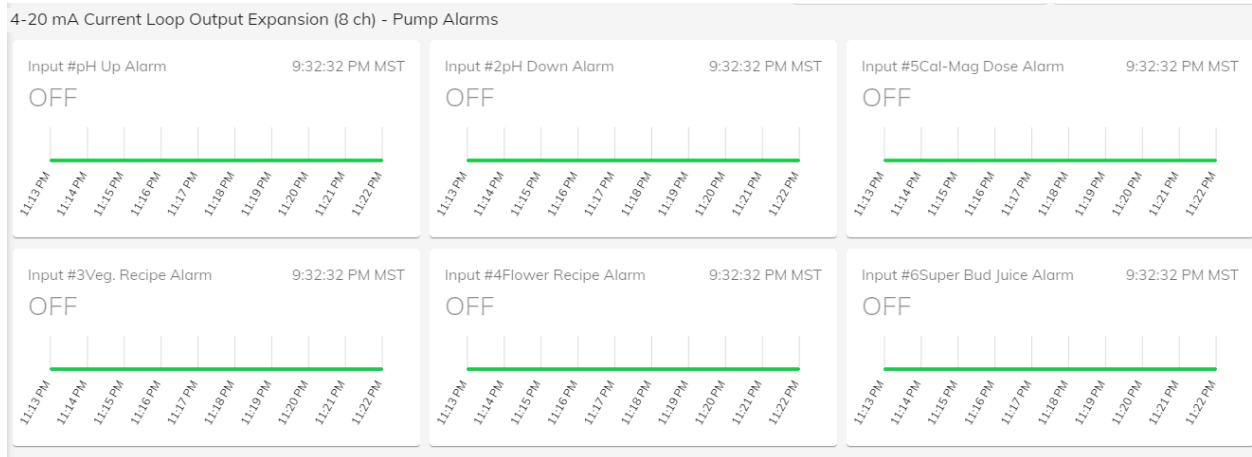 4-20 mA Current Loop Output Expansion (8 ch) - Pump Alarms
Input #pH Up Alarm 9:32:32 PM MST
OFF
11:13 PM 11:14 PM 11:15 PM 11:16 PM 11:17 PM 11:18 PM 11:19 PM 11:20 PM 11:21 PM 11:22 PM
Input #2pH Down Alarm 9:32:32 PM MST
OFF
11:13 PM 11:14 PM 11:15 PM 11:16 PM 11:17 PM 11:18 PM 11:19 PM 11:20 PM 11:21 PM 11:22 PM
Input #5Cal-Mag Dose Alarm 9:32:32 PM MST
OFF
11:13 PM 11:14 PM 11:15 PM 11:16 PM 11:17 PM 11:18 PM 11:19 PM 11:20 PM 11:21 PM 11:22 PM
Input #3Veg. Recipe Alarm 9:32:32 PM MST
OFF
11:13 PM 11:14 PM 11:15 PM 11:16 PM 11:17 PM 11:18 PM 11:19 PM 11:20 PM 11:21 PM 11:22 PM
Input #4Flower Recipe Alarm 9:32:32 PM MST
OFF
11:13 PM 11:14 PM 11:15 PM 11:16 PM 11:17 PM 11:18 PM 11:19 PM 11:20 PM 11:21 PM 11:22 PM
Input #6Super Bud Juice Alarm 9:32:32 PM MST
OFF
11:13 PM 11:14 PM 11:15 PM 11:16 PM 11:17 PM 11:18 PM 11:19 PM 11:20 PM 11:21 PM 11:22 PM